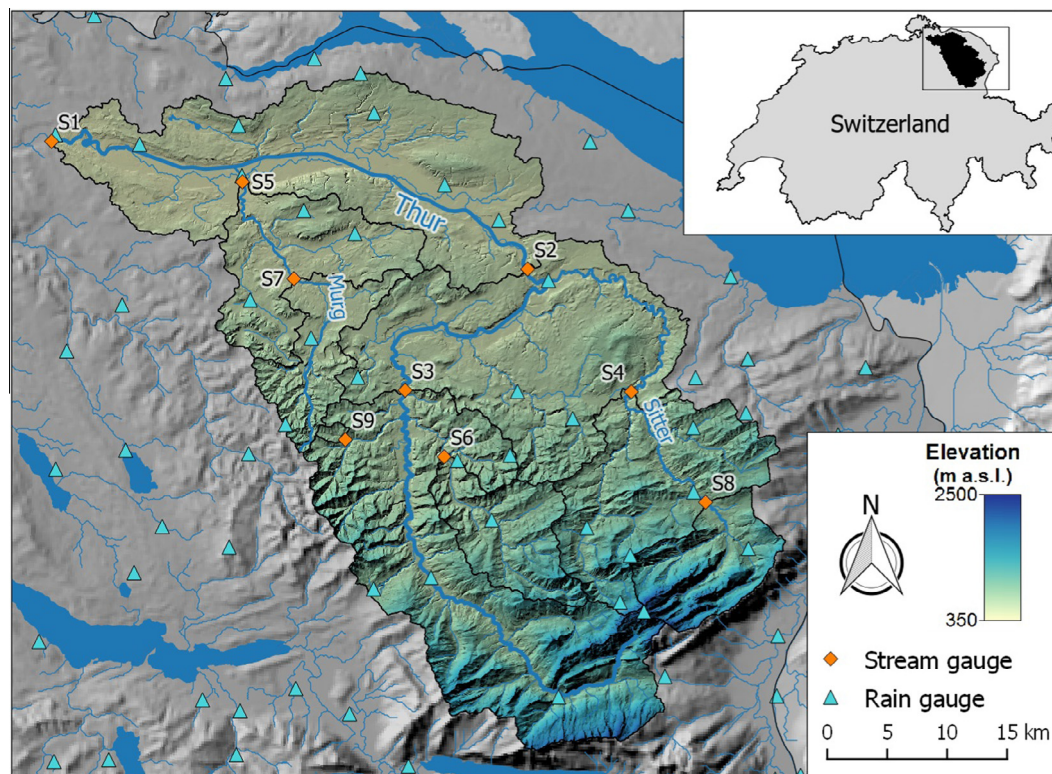 Switzerland
S1
S5
Thur
S2
S7
Murg
S3
S4
Sitter
S9
S6
S8
Elevation
(m a.s.l.)
2500
350
N
Stream gauge
Rain gauge
0 5 10 15 km